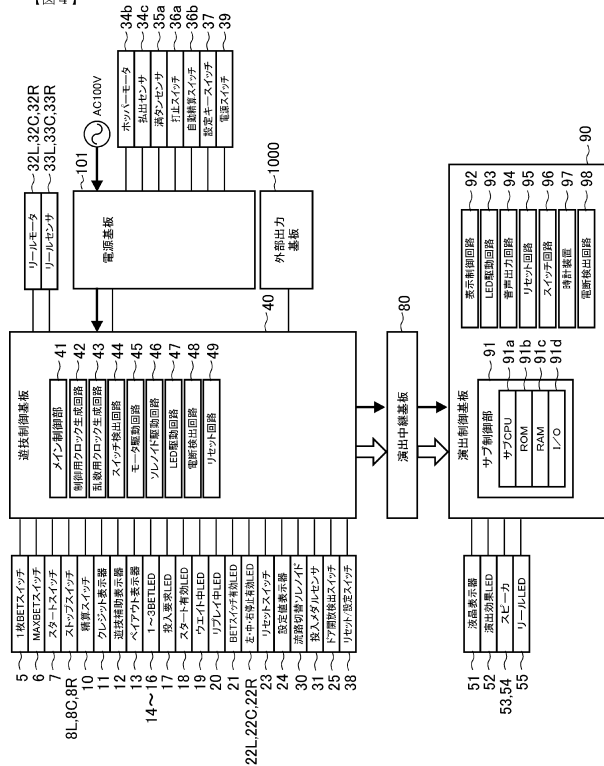 【図4】
5
1枚BETスイッチ
6
MAXBETスイッチ
7
スタートスイッチ
8L,8C,8R
ストップスイッチ
10
精算スイッチ
11
クレジット表示器
12
遊技補助表示器
13
ペイアウト表示器
14～16
1～3BETLED
17
投入要求LED
18
スタート有効LED
19
ウエイト中LED
20
リプレイ中LED
21
BETスイッチ有効LED
22L,22C,22R
左・中・右停止有効LED
23
リセットスイッチ
24
設定値表示器
30
流路切替ソレノイド
31
投入メダルセンサ
25
ドア開放検出スイッチ
38
リセット/設定スイッチ
遊技制御基板
40
メイン制御部
41
制御用クロック生成回路
42
乱数用クロック生成回路
43
スイッチ検出回路
44
モータ駆動回路
45
ソレノイド駆動回路
46
LED駆動回路
47
電断検出回路
48
リセット回路
49
リールモータ
32L,32C,32R
リールセンサ
33L,33C,33R
AC100V
電源基板
101
ホッパーモータ
34b
払出センサ
34c
満タンセンサ
35a
打止スイッチ
36a
自動精算スイッチ
36b
設定キースイッチ
37
電源スイッチ
39
外部出力
基板
1000
演出中継基板
80
演出制御基板
90
サブ制御部
91
サブCPU
91a
ROM
91b
RAM
91c
I/O
91d
表示制御回路
92
LED駆動回路
93
音声出力回路
94
リセット回路
95
スイッチ回路
96
時計装置
97
電断検出回路
98
51
液晶表示器
52
演出効果LED
53,54
スピーカ
55
リールLED